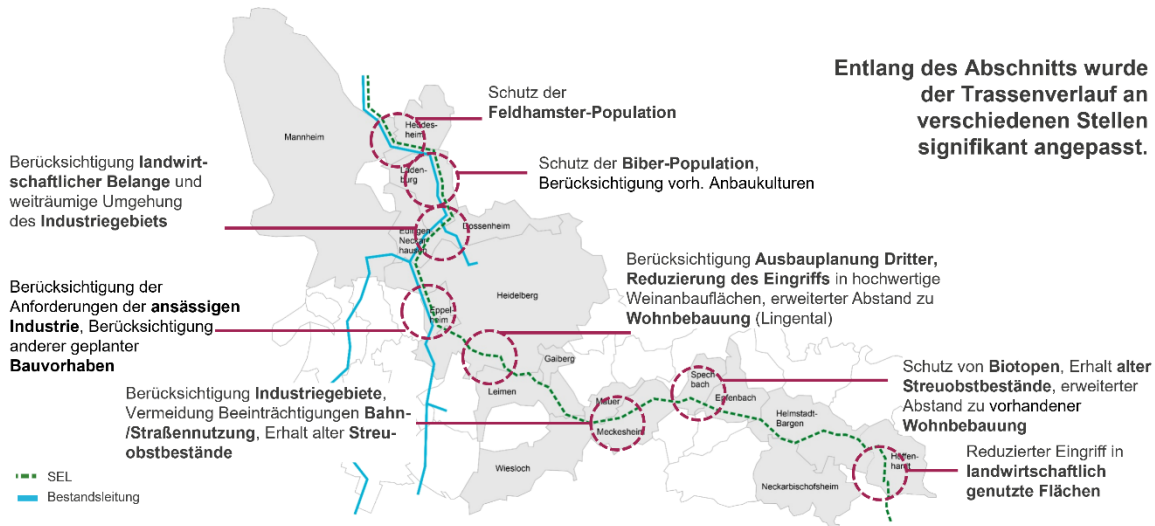 Entlang des Abschnitts wurde
der Trassenverlauf an
verschiedenen Stellen
signifikant angepasst.
Schutz der
Feldhamster-Population
Schutz der Biber-Population,
Berücksichtigung vorh. Anbaukulturen
Berücksichtigung landwirt-
schaftlicher Belange und
weiträumige Umgehung
des Industriegebiets
Berücksichtigung Ausbauplanung Dritter,
Reduzierung des Eingriffs in hochwertige
Weinanbauflächen, erweiterter Abstand zu
Wohnbebauung (Lingental)
Berücksichtigung der
Anforderungen der ansässigen
Industrie, Berücksichtigung
anderer geplanter
Bauvorhaben
Schutz von Biotopen, Erhalt alter
Streuobstbestände, erweiterter
Abstand zu vorhandener
Wohnbebauung
Berücksichtigung Industriegebiete,
Vermeidung Beeinträchtigungen Bahn-
/Straßennutzung, Erhalt alter Streu-
obstbestände
Reduzierter Eingriff in
landwirtschaftlich
genutzte Flächen
Mannheim
Heddes-
heim
Laden-
burg
Edingen
Neckar
hausen
Dossenheim
Heidelberg
Eppel-
heim
Gaiberg
Leimen
Mauer
Meckesheim
Wiesloch
Spech
bach
Epfenbach
Helmstadt-
Bargen
Neckarbischofsheim
Hüffen-
hardt
SEL
Bestandsleitung